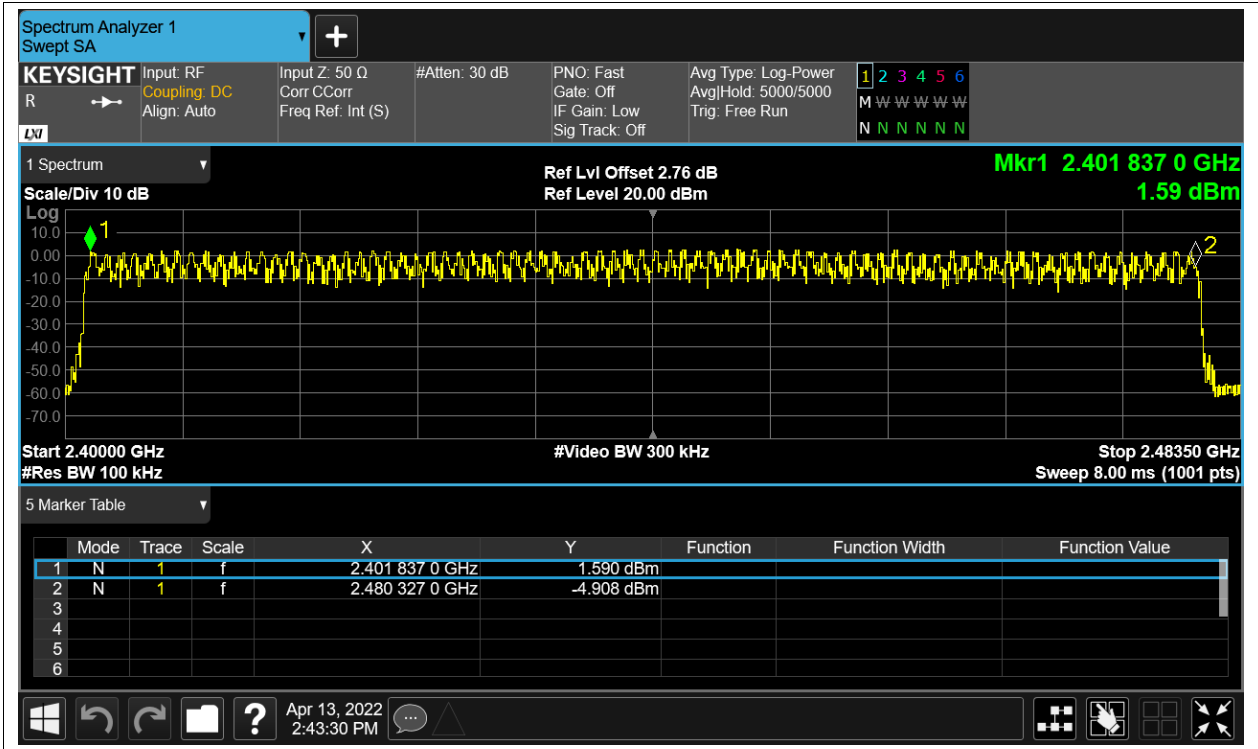 Spectrum Analyzer 1
Swept SA
KEYSIGHT
R
LXI
Input: RF
Coupling: DC
Align: Auto
Input Z: 50 Ω
Corr CCorr
Freq Ref: Int (S)
#Atten: 30 dB
PNO: Fast
Gate: Off
IF Gain: Low
Sig Track: Off
Avg Type: Log-Power
Avg|Hold: 5000/5000
Trig: Free Run
1 2 3 4 5 6
M W W W W W
N N N N N N
1 Spectrum
Scale/Div 10 dB
Ref Lvl Offset 2.76 dB
Ref Level 20.00 dBm
Mkr1 2.401 837 0 GHz
1.59 dBm
Log
10.0
0.00
-10.0
-20.0
-30.0
-40.0
-50.0
-60.0
-70.0
1
2
Start 2.40000 GHz
#Res BW 100 kHz
#Video BW 300 kHz
Stop 2.48350 GHz
Sweep 8.00 ms (1001 pts)
5 Marker Table
Mode Trace Scale X Y Function Function Width Function Value
1 N 1 f 2.401 837 0 GHz 1.590 dBm
2 N 1 f 2.480 327 0 GHz -4.908 dBm
3
4
5
6
?
Apr 13, 2022
2:43:30 PM